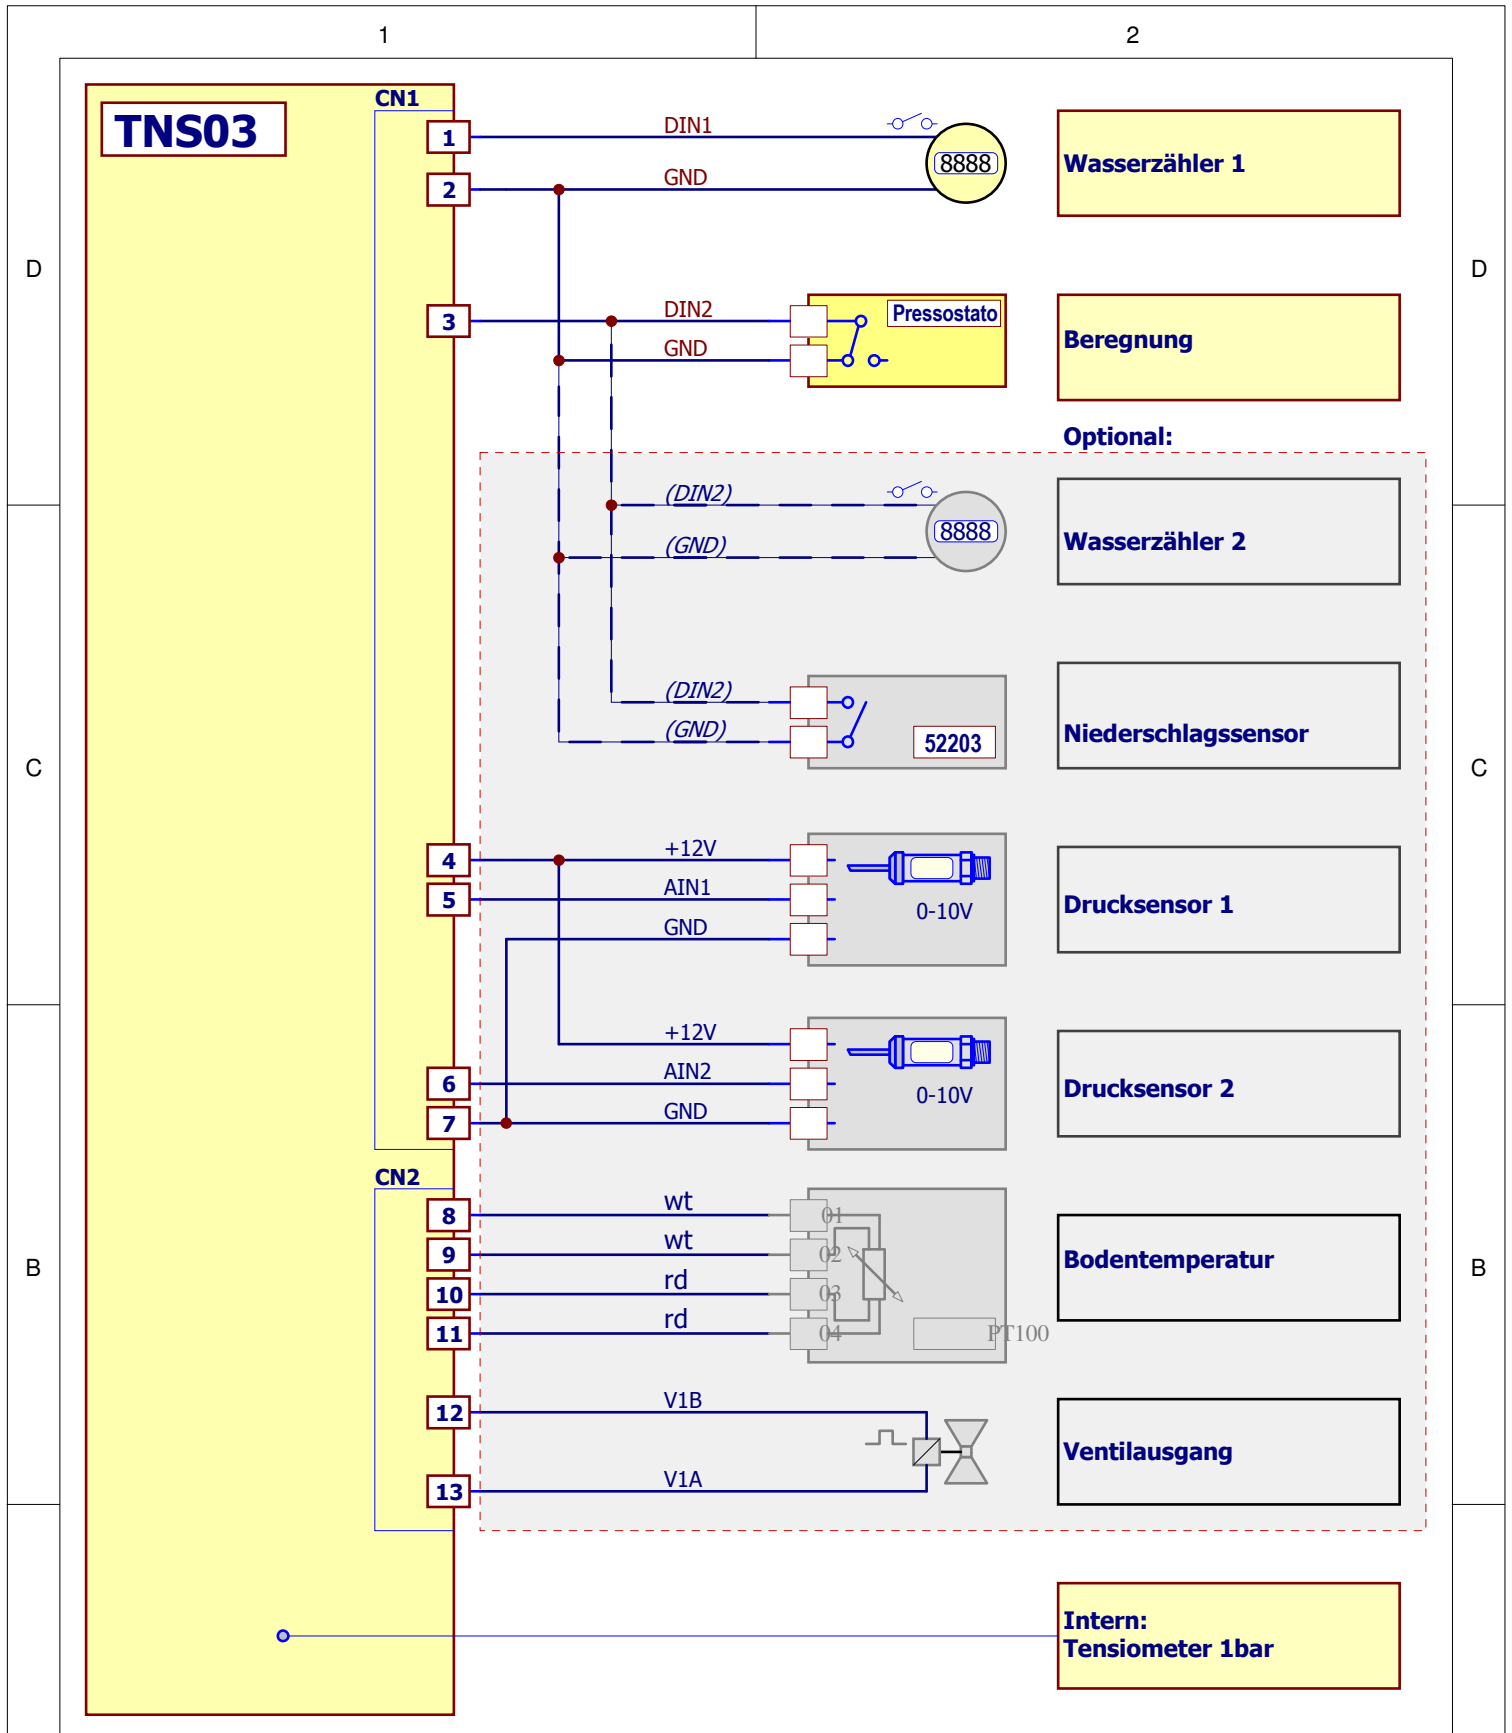 1 2
CN1
TNS03
1 DIN1
8888
Wasserzähler 1
2 GND
D D
3 DIN2
Pressostato
GND
Beregnung
Optional:
(DIN2)
8888
Wasserzähler 2
(GND)
(DIN2)
(GND)
52203
Niederschlagssensor
C C
4 +12V
5 AIN1
0-10V
Drucksensor 1
GND
+12V
6 AIN2
0-10V
Drucksensor 2
7 GND
CN2
8 wt 01
9 wt 02
Bodentemperatur
B B
10 rd 03
11 rd 04
PT100
12 V1B
Ventilausgang
13 V1A
Intern:
Tensiometer 1bar